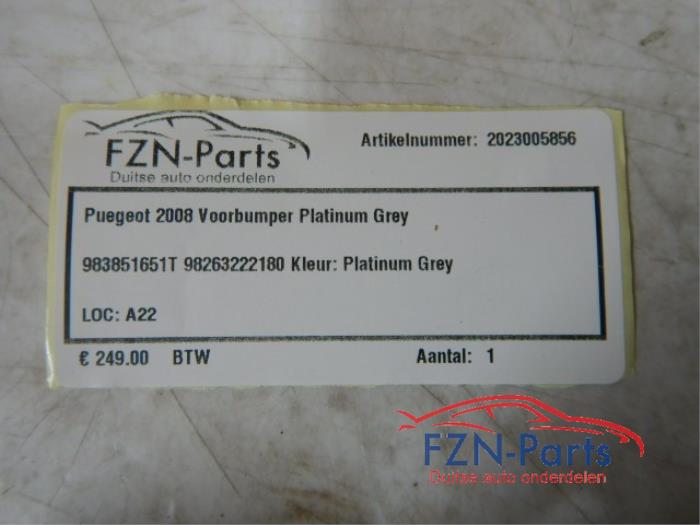 FZN-Parts
Duitse auto onderdelen
Artikelnummer: 2023005856
Puegeot 2008 Voorbumper Platinum Grey
983851651T 98263222180 Kleur: Platinum Grey
LOC: A22
€ 249.00 BTW Aantal: 1
FZN-Parts
Duitse auto onderdelen